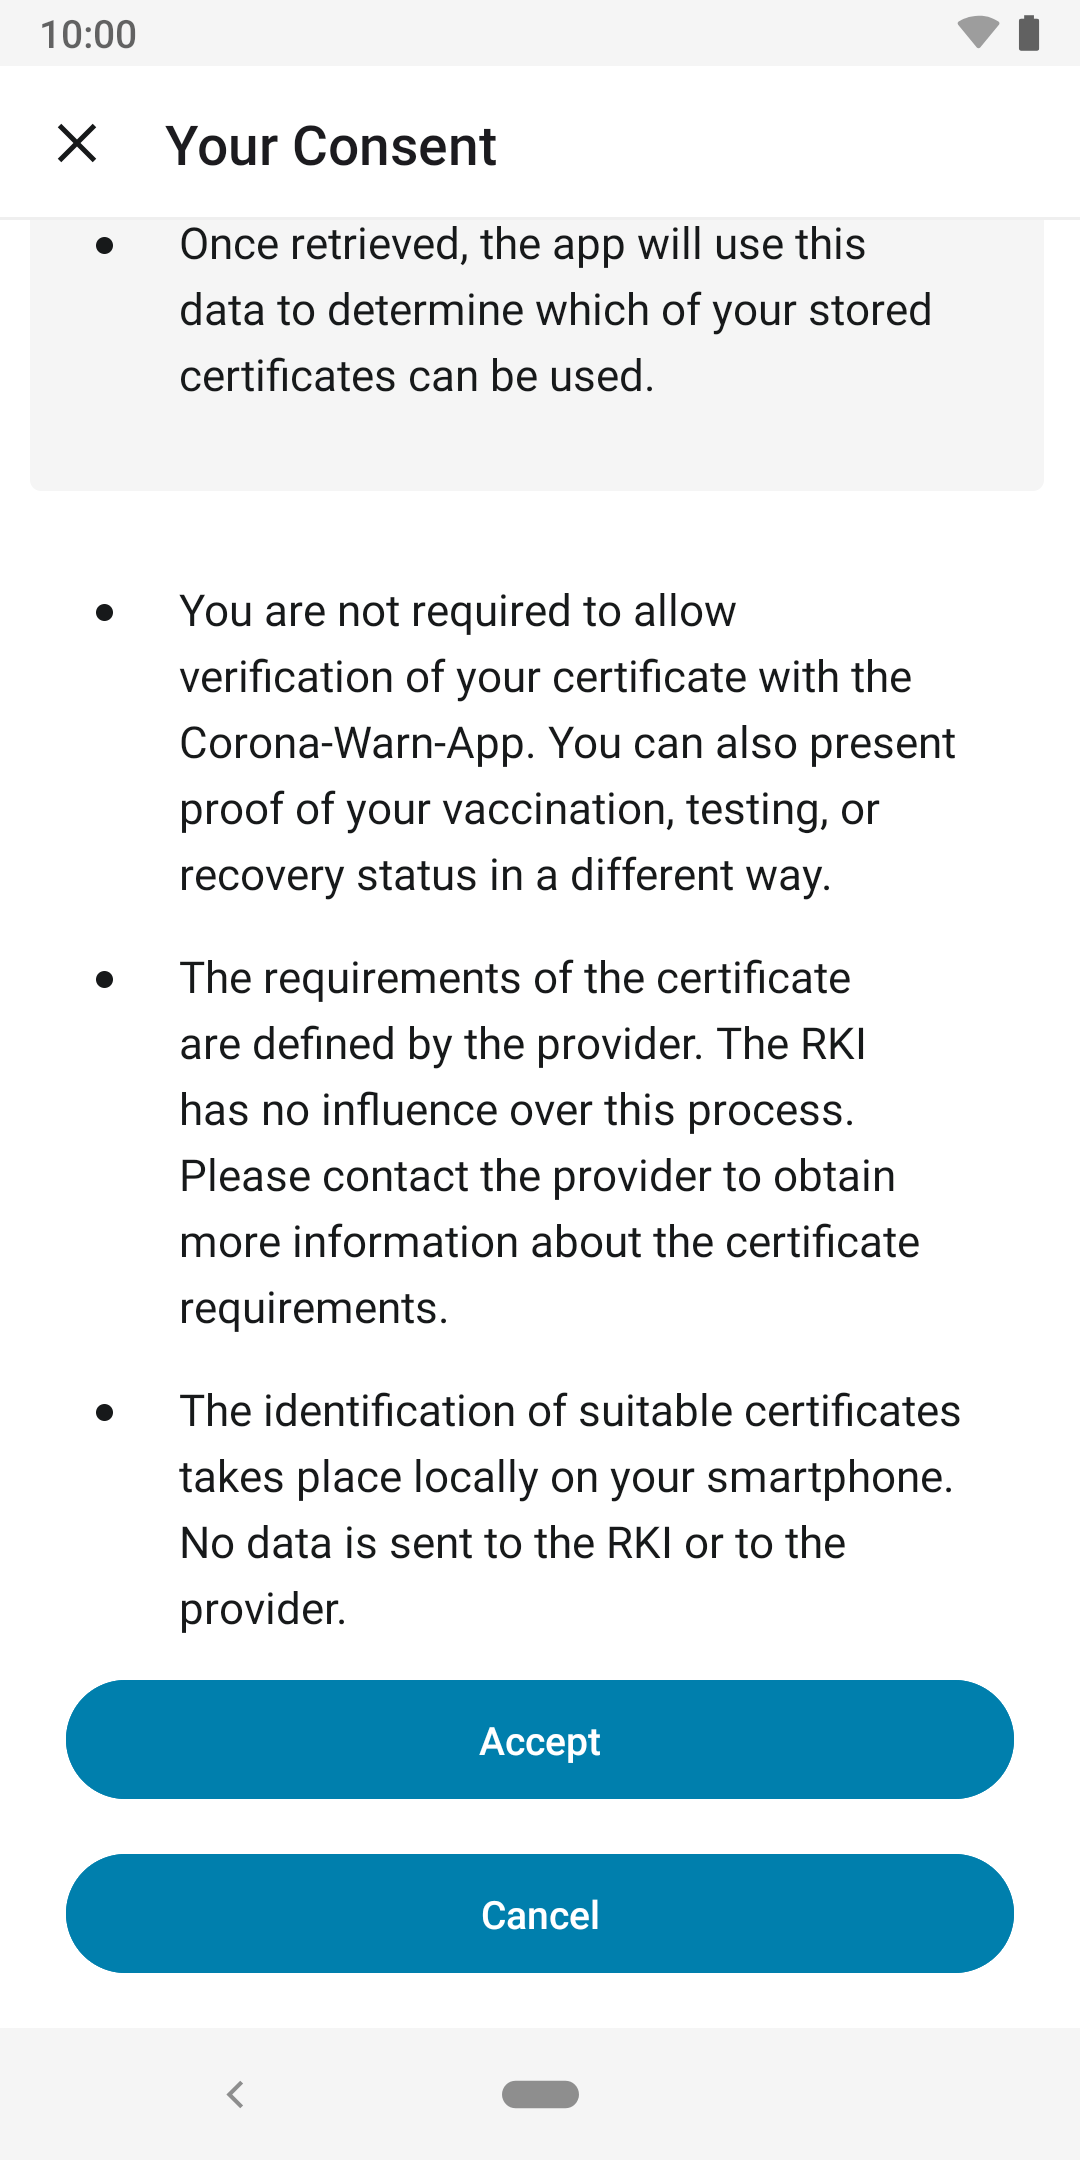 10:00
Your Consent
• Once retrieved, the app will use this
data to determine which of your stored
certificates can be used.
• You are not required to allow
verification of your certificate with the
Corona-Warn-App. You can also present
proof of your vaccination, testing, or
recovery status in a different way.
• The requirements of the certificate
are defined by the provider. The RKI
has no influence over this process.
Please contact the provider to obtain
more information about the certificate
requirements.
• The identification of suitable certificates
takes place locally on your smartphone.
No data is sent to the RKI or to the
provider.
Accept
Cancel